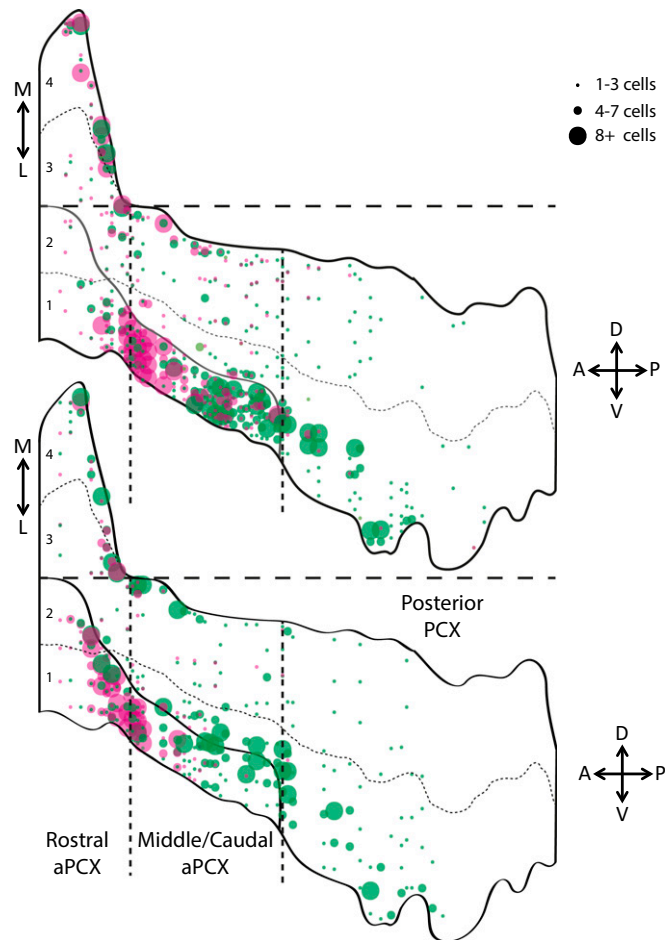 1-3 cells
4-7 cells
8+ cells
M
L
4
3
2
1
D
A P
V
M
L
4
3
2
1
Posterior
PCX
D
A P
V
Rostral
aPCX
Middle/Caudal
aPCX